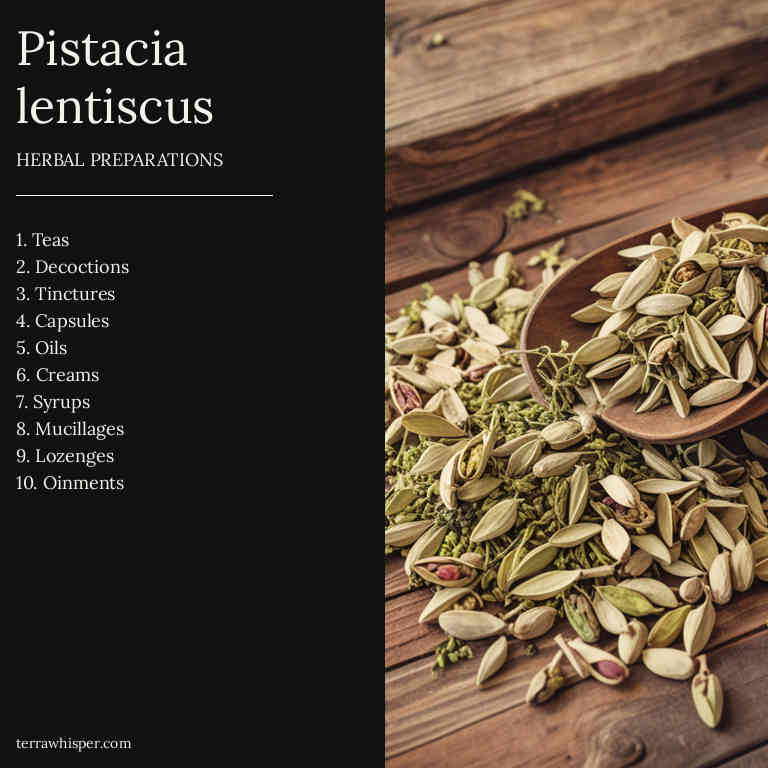 Pistacia
lentiscus
HERBAL PREPARATIONS
1. Teas
2. Decoctions
3. Tinctures
4. Capsules
5. Oils
6. Creams
7. Syrups
8. Mucillages
9. Lozenges
10. Oinments
terrawhisper.com